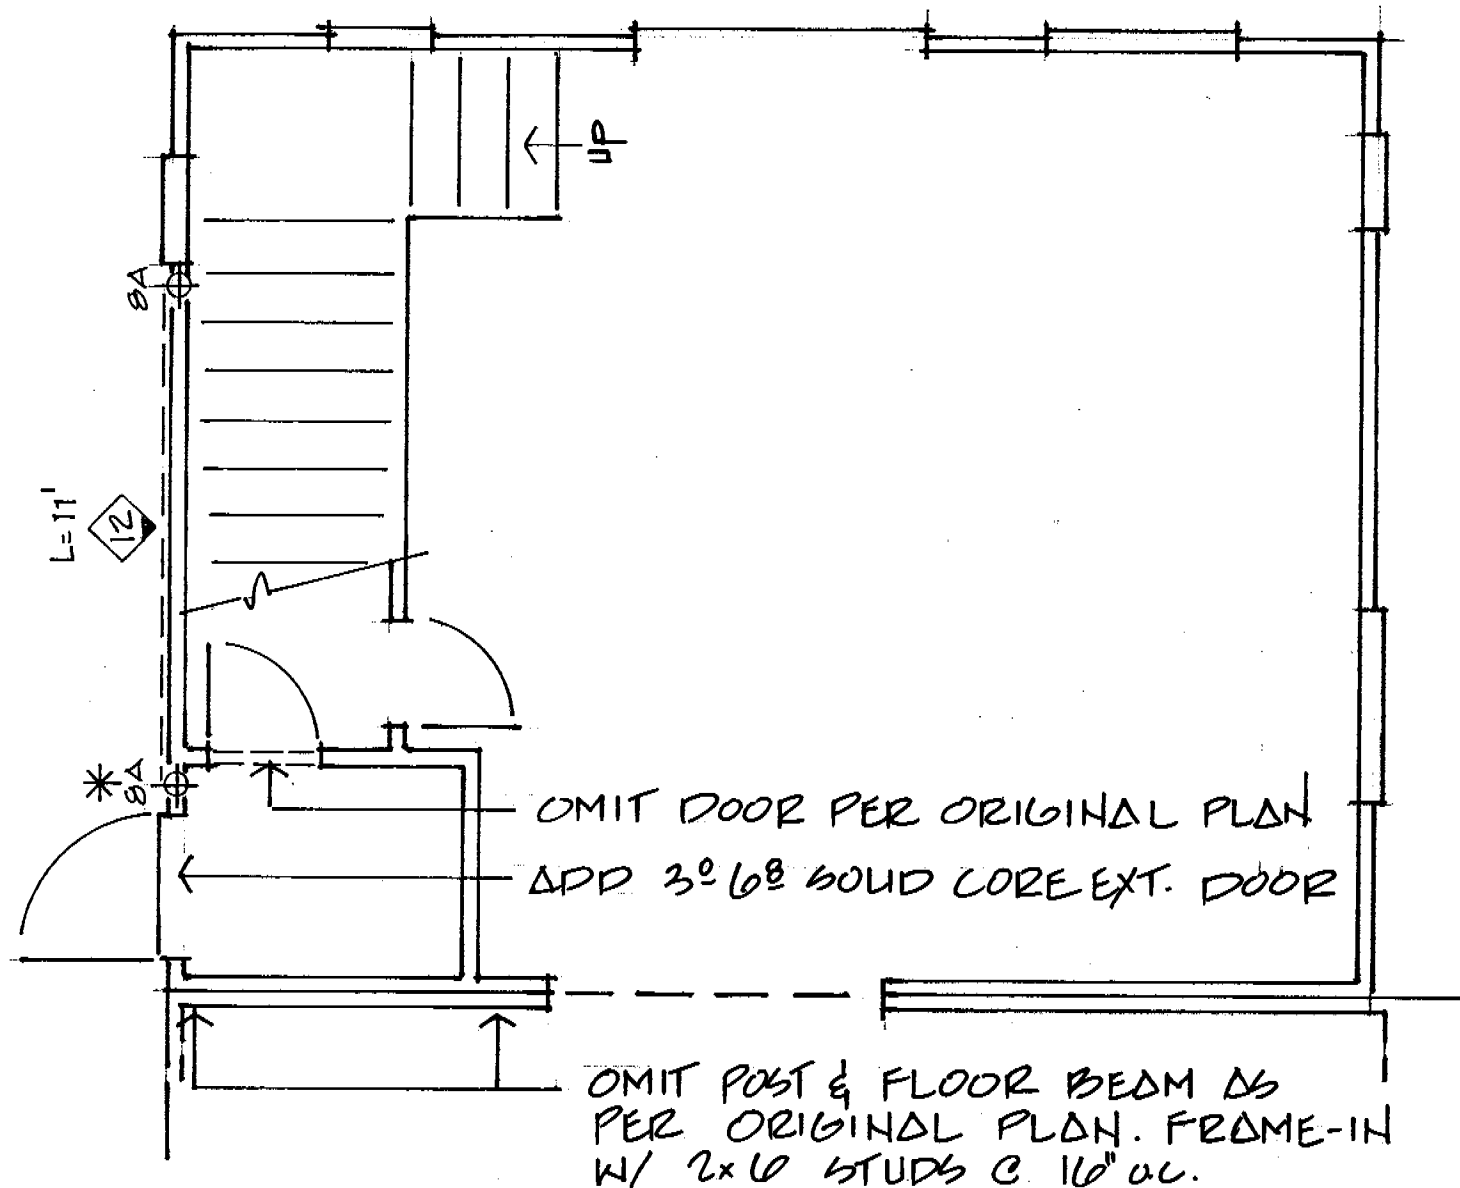 UP
8A
L=11'
12
* 8A
OMIT DOOR PER ORIGINAL PLAN
ADD 3⁰ 6⁸ SOLID CORE EXT. DOOR
OMIT POST & FLOOR BEAM AS
PER ORIGINAL PLAN. FRAME-IN
W/ 2x6 STUDS @ 16" o.c.